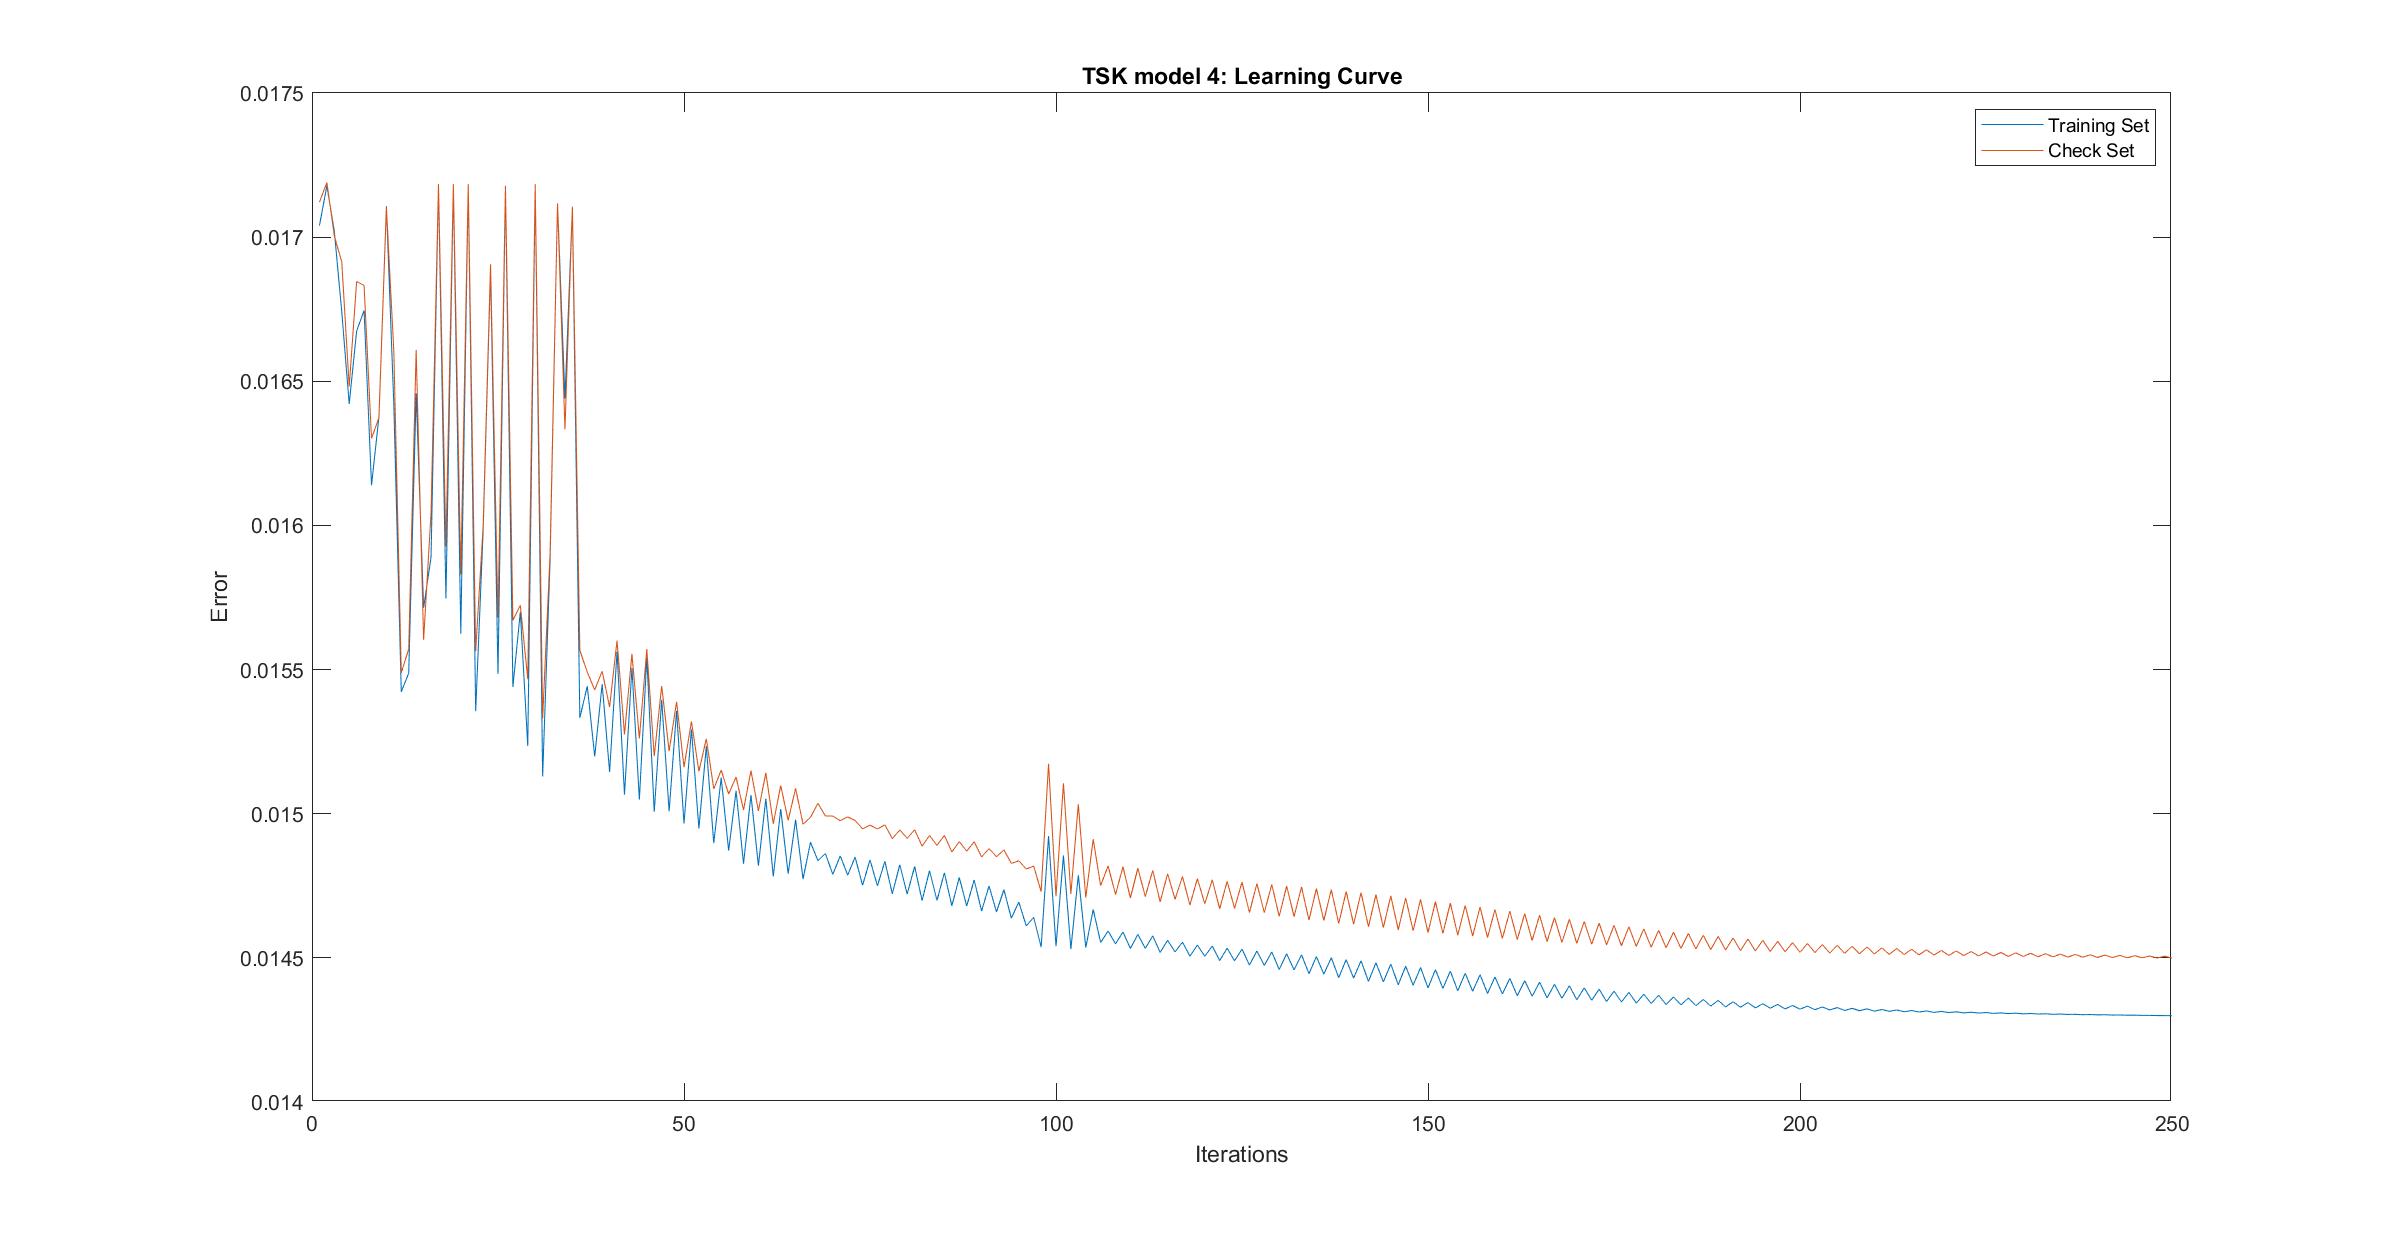 TSK model 4: Learning Curve
0.0175
Training Set
Check Set
0.017
0.0165
0.016
Error
0.0155
0.015
0.0145
0.014
0 50 100 150 200 250
Iterations